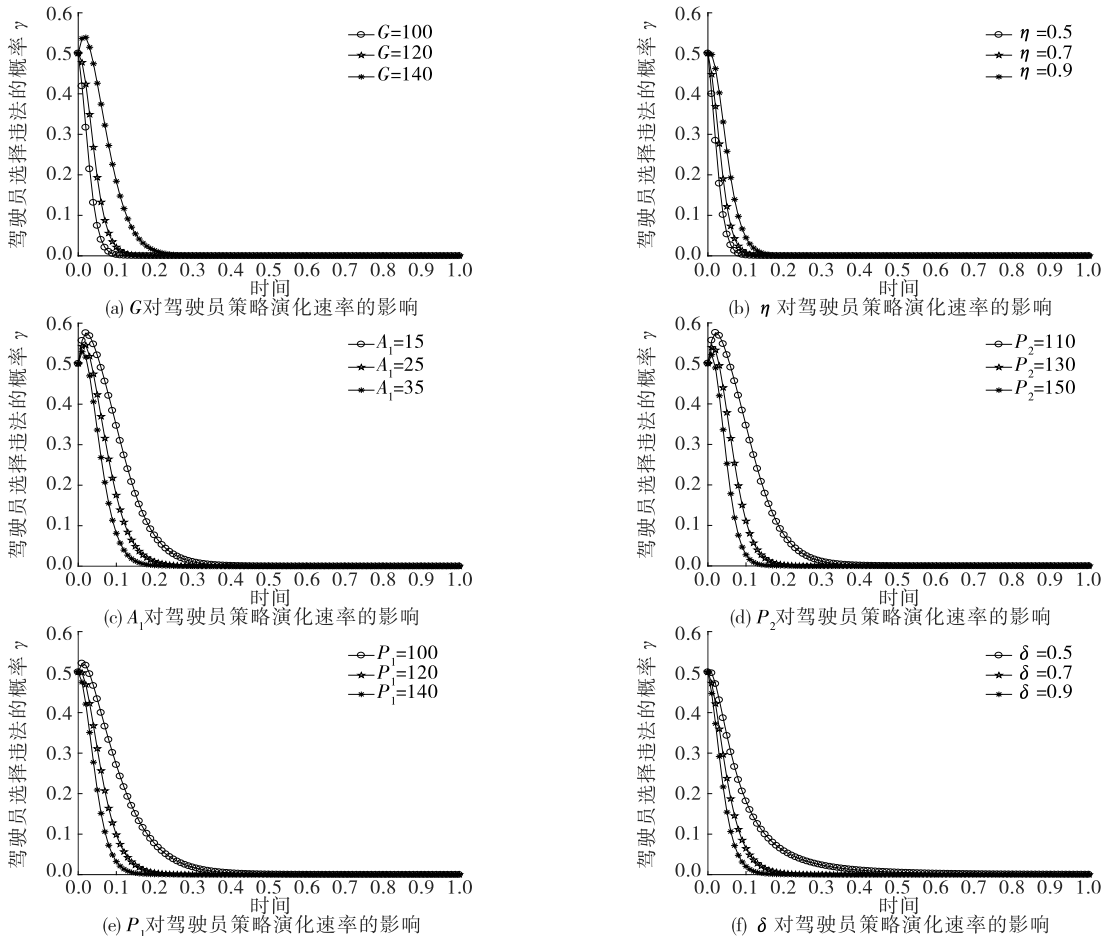 驾驶员选择违法的概率 γ
0.6
0.5
0.4
0.3
0.2
0.1
0.0
G=100
G=120
G=140
0.0 0.1 0.2 0.3 0.4 0.5 0.6 0.7 0.8 0.9 1.0
时间
(a) G对驾驶员策略演化速率的影响
驾驶员选择违法的概率 γ
0.6
0.5
0.4
0.3
0.2
0.1
0.0
η =0.5
η =0.7
η =0.9
0.0 0.1 0.2 0.3 0.4 0.5 0.6 0.7 0.8 0.9 1.0
时间
(b) η 对驾驶员策略演化速率的影响
驾驶员选择违法的概率 γ
0.6
0.5
0.4
0.3
0.2
0.1
0.0
A₁=15
A₁=25
A₁=35
0.0 0.1 0.2 0.3 0.4 0.5 0.6 0.7 0.8 0.9 1.0
时间
(c) A₁对驾驶员策略演化速率的影响
驾驶员选择违法的概率 γ
0.6
0.5
0.4
0.3
0.2
0.1
0.0
P₂=110
P₂=130
P₂=150
0.0 0.1 0.2 0.3 0.4 0.5 0.6 0.7 0.8 0.9 1.0
时间
(d) P₂对驾驶员策略演化速率的影响
驾驶员选择违法的概率 γ
0.6
0.5
0.4
0.3
0.2
0.1
0.0
P₁=100
P₁=120
P₁=140
0.0 0.1 0.2 0.3 0.4 0.5 0.6 0.7 0.8 0.9 1.0
时间
(e) P₁对驾驶员策略演化速率的影响
驾驶员选择违法的概率 γ
0.6
0.5
0.4
0.3
0.2
0.1
0.0
δ =0.5
δ =0.7
δ =0.9
0.0 0.1 0.2 0.3 0.4 0.5 0.6 0.7 0.8 0.9 1.0
时间
(f) δ 对驾驶员策略演化速率的影响